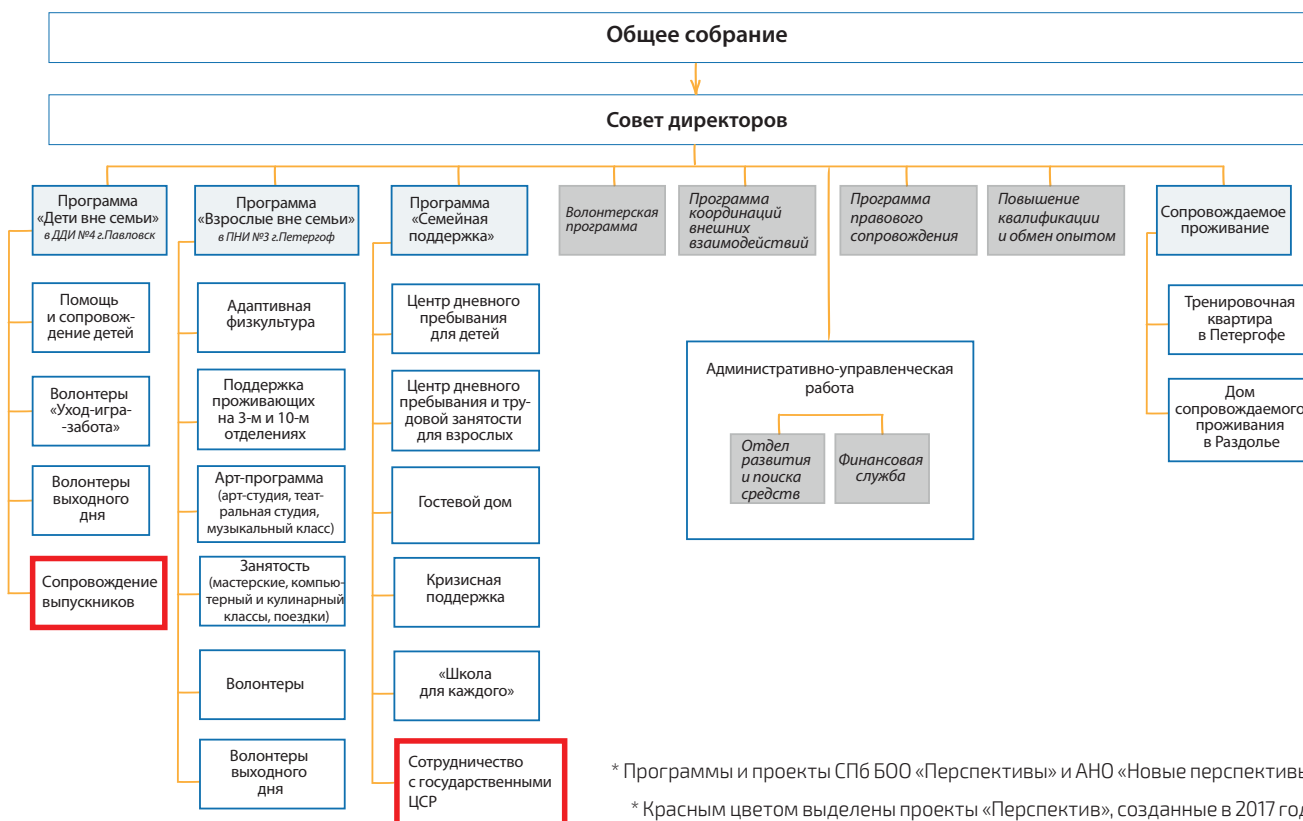 Общее собрание
Совет директоров
Программа
«Дети вне семьи»
в ДДИ №4 г.Павловск
Помощь
и сопровож-
дение детей
Волонтеры
«Уход-игра-
-забота»
Волонтеры
выходного
дня
Сопровождение
выпускников
Программа
«Взрослые вне семьи»
в ПНИ №3 г.Петергоф
Адаптивная
физкультура
Поддержка
проживающих
на 3-м и 10-м
отделениях
Арт-программа
(арт-студия, теат-
ральная студия,
музыкальный класс)
Занятость
(мастерские, компью-
терный и кулинарный
классы, поездки)
Волонтеры
Волонтеры
выходного
дня
Программа
«Семейная
поддержка»
Центр дневного
пребывания
для детей
Центр дневного
пребывания и тру-
довой занятости
для взрослых
Гостевой дом
Кризисная
поддержка
«Школа
для каждого»
Сотрудничество
с государственными
ЦСР
Волонтерская
программа
Программа
координаций
внешних
взаимодействий
Программа
правового
сопровождения
Повышение
квалификации
и обмен опытом
Административно-управленческая
работа
Отдел
развития
и поиска
средств
Финансовая
служба
Сопровождаемое
проживание
Тренировочная
квартира
в Петергофе
Дом
сопровождаемого
проживания
в Раздолье
* Программы и проекты СПб БОО «Перспективы» и АНО «Новые перспективы
* Красным цветом выделены проекты «Перспектив», созданные в 2017 год